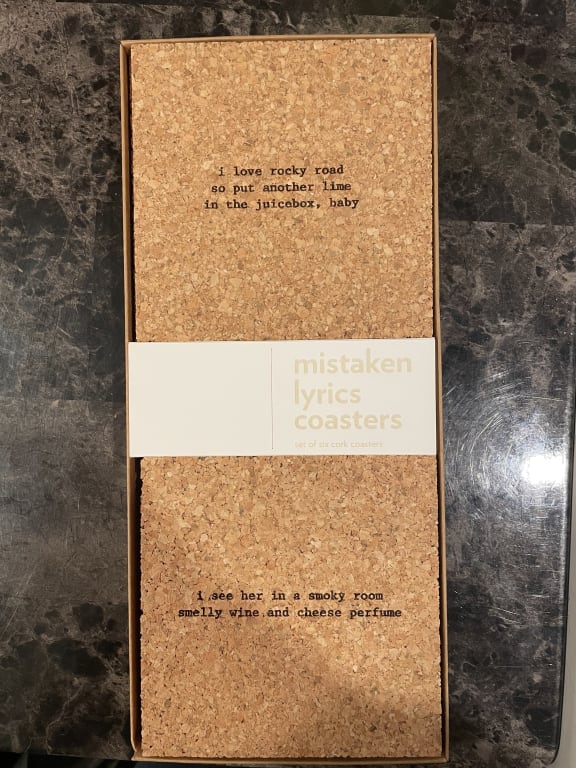 i love rocky road
so put another lime
in the juicebox, baby
mistaken
lyrics
coasters
set of six cork coasters
i see her in a smoky room
smelly wine and cheese perfume